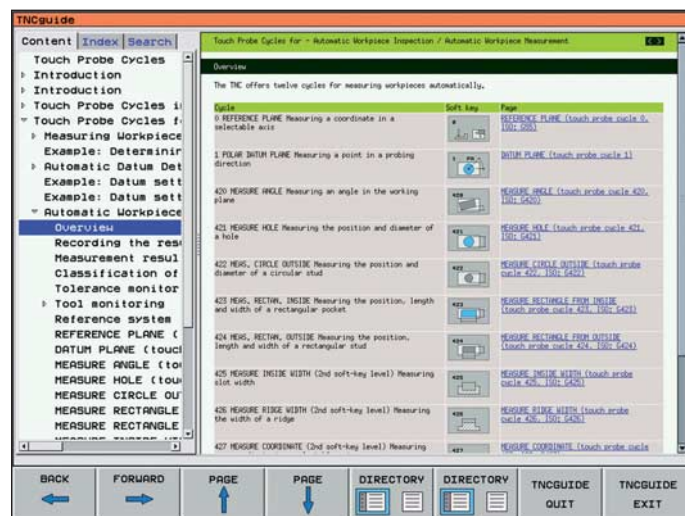 TNCguide
Content Index Search
Touch Probe Cycles
Introduction
Introduction
Touch Probe Cycles i
Touch Probe Cycles f
Measuring Workpiece
Example: Determinin
Automatic Datum Det
Example: Datum sett
Example: Datum sett
Automatic Workpiece
Overview
Recording the res
Measurement resul
Classification of
Tolerance monitor
Tool monitoring
Reference system
REFERENCE PLANE (
DATUM PLANE (touc
MEASURE ANGLE (to
MEASURE HOLE (tou
MEASURE CIRCLE OU
MEASURE RECTANGLE
MEASURE RECTANGLE
Touch Probe Cycles for - Automatic Workpiece Inspection / Automatic Workpiece Measurement
Overview
The TNC offers twelve cycles for measuring workpieces automatically.
Cycle Soft key Page
0 REFERENCE PLANE Measuring a coordinate in a
selectable axis
REFERENCE PLANE (touch probe cycle 0,
ISO: G55)
1 POLAR DATUM PLANE Measuring a point in a probing
direction
1 PA
DATUM PLANE (touch probe cycle 1)
420 MEASURE ANGLE Measuring an angle in the working
plane
420
MEASURE ANGLE (touch probe cycle 420,
ISO: G420)
421 MEASURE HOLE Measuring the position and diameter of
a hole
421
MEASURE HOLE (touch probe cycle 421,
ISO: G421)
422 MEAS. CIRCLE OUTSIDE Measuring the position and
diameter of a circular stud
422
MEASURE CIRCLE OUTSIDE (touch probe
cycle 422, ISO: G422)
423 MEAS. RECTAN. INSIDE Measuring the position, length
and width of a rectangular pocket
423
MEASURE RECTANGLE FROM INSIDE
(touch probe cycle 423, ISO: G423)
424 MEAS. RECTAN. OUTSIDE Measuring the position,
length and width of a rectangular stud
424
MEASURE RECTANGLE FROM OUTSIDE
(touch probe cycle 424, ISO: G424)
425 MEASURE INSIDE WIDTH (2nd soft-key level) Measuring
slot width
425
MEASURE INSIDE WIDTH (touch probe
cycle 425, ISO: G425)
426 MEASURE RIDGE WIDTH (2nd soft-key level) Measuring
the width of a ridge
426
MEASURE RIDGE WIDTH (touch probe
cycle 426, ISO: G426)
427 MEASURE COORDINATE (2nd soft-key level) Measuring
427
MEASURE COORDINATE (touch probe cycle
BACK FORWARD PAGE PAGE DIRECTORY DIRECTORY TNCGUIDE TNCGUIDE
QUIT EXIT